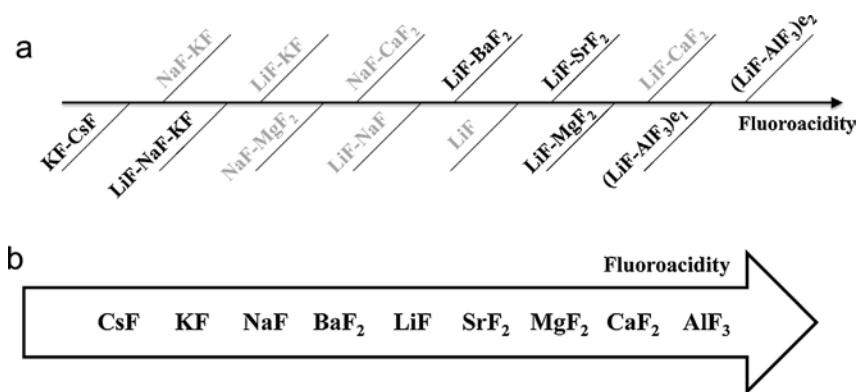 a
NaF-KF
LiF-KF
NaF-CaF₂
LiF-BaF₂
LiF-SrF₂
LiF-CaF₂
(LiF-AlF₃)e₂
Fluoroacidity
KF-CsF
LiF-NaF-KF
NaF-MgF₂
LiF-NaF
LiF
LiF-MgF₂
(LiF-AlF₃)e₁
b
Fluoroacidity
CsF KF NaF BaF₂ LiF SrF₂ MgF₂ CaF₂ AlF₃